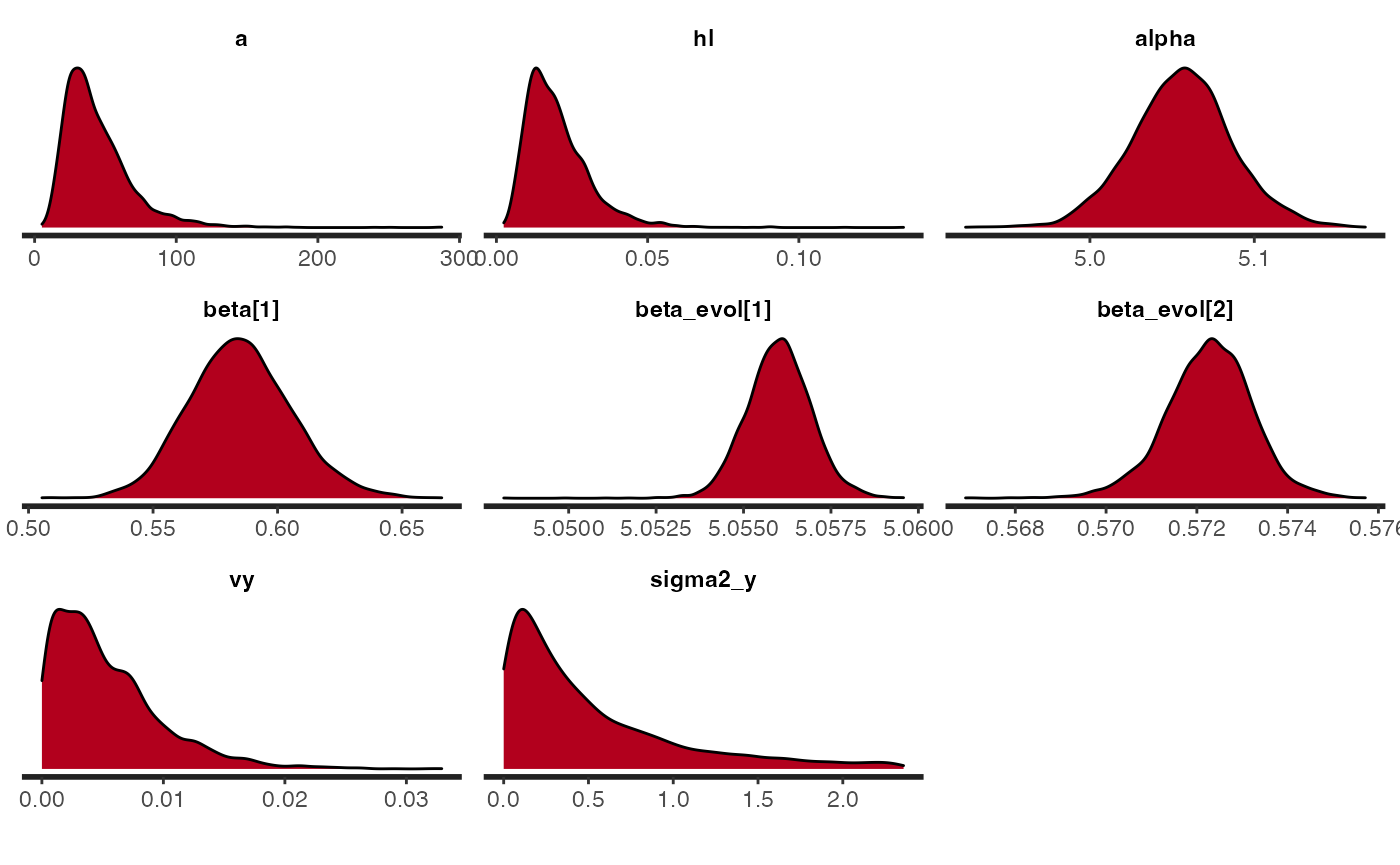 a hl alpha
0 100 200 300 0.00 0.05 0.10 5.0 5.1
beta[1] beta_evol[1] beta_evol[2]
0.50 0.55 0.60 0.65 5.0500 5.0525 5.0550 5.0575 5.0600 0.568 0.570 0.572 0.574 0.576
vy sigma2_y
0.00 0.01 0.02 0.03 0.0 0.5 1.0 1.5 2.0